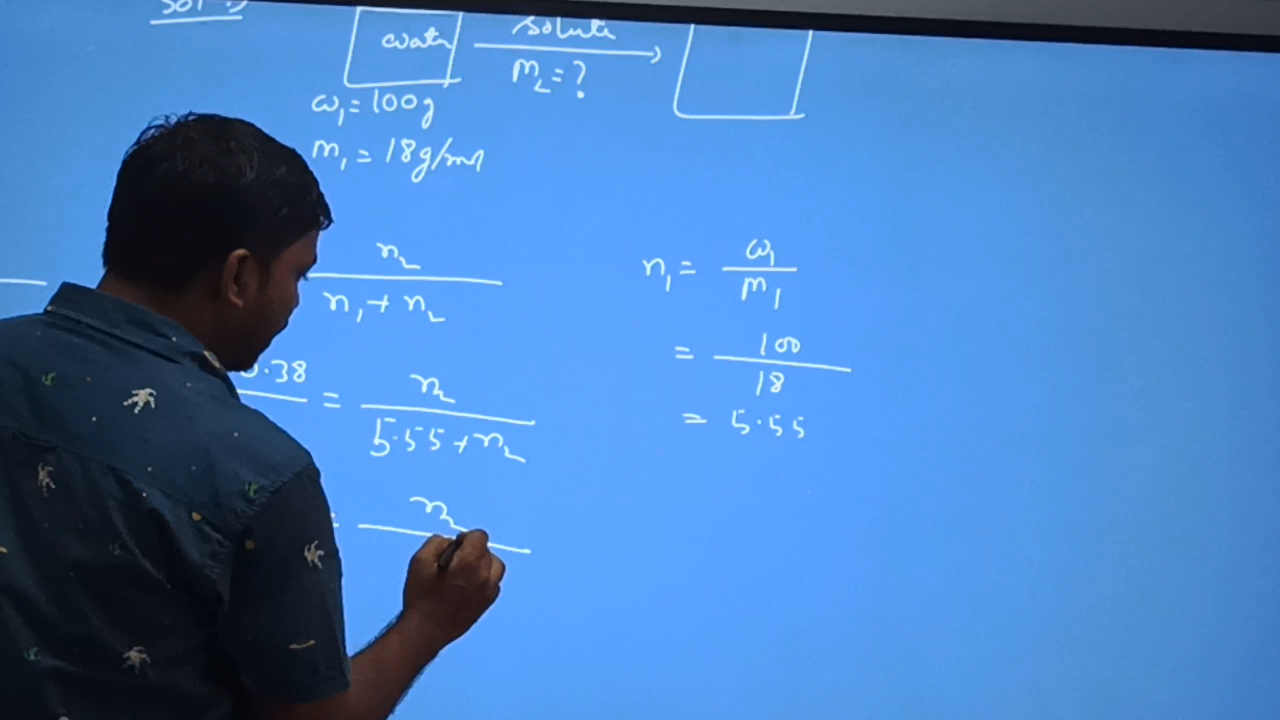 water
solute
m₂ = ?
ω₁ = 100g
m₁ = 18g/mol
n₂
n₁ + n₂
.38 = n₂
5.55 + n₂
= n₂
n₁ = ω₁
m₁
= 100
18
= 5.55